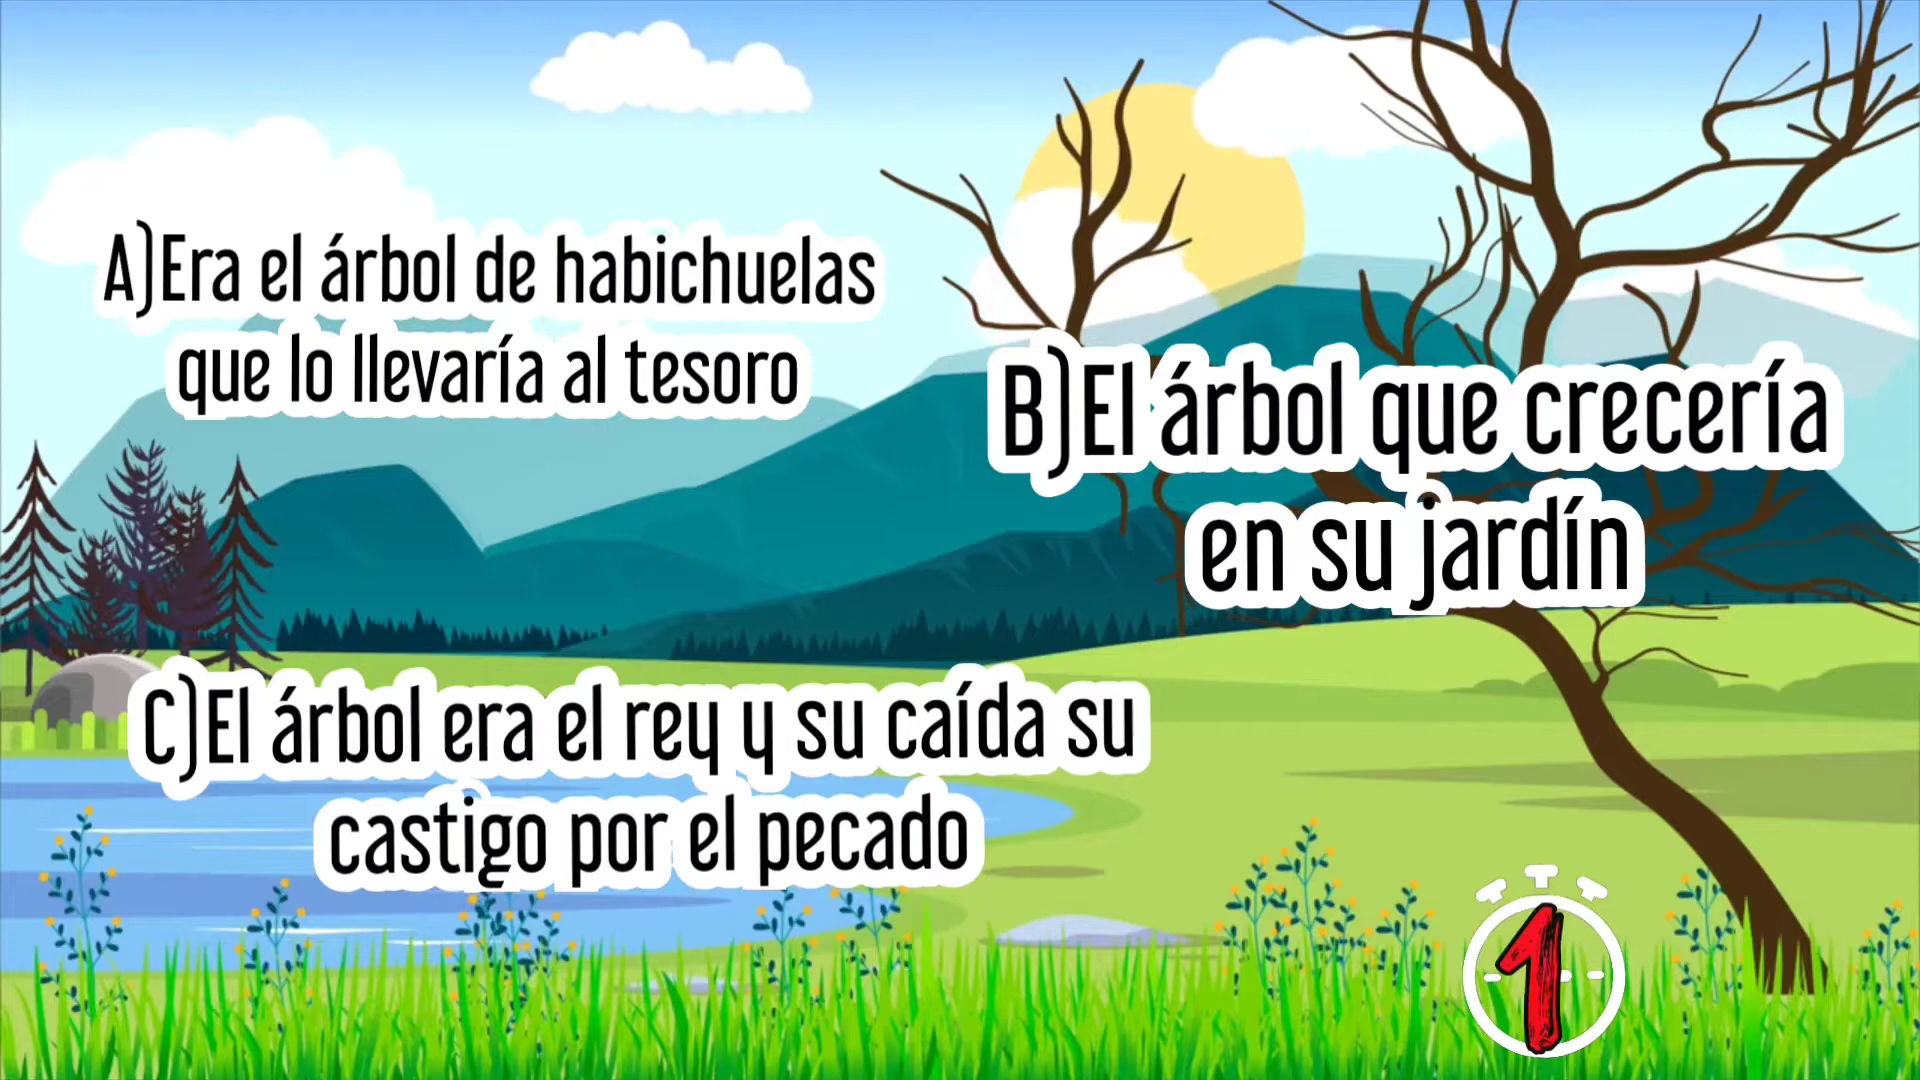 A)Era el árbol de habichuelas
que lo llevaría al tesoro
B)El árbol que crecería
en su jardín
C)El árbol era el rey y su caída su
castigo por el pecado
1